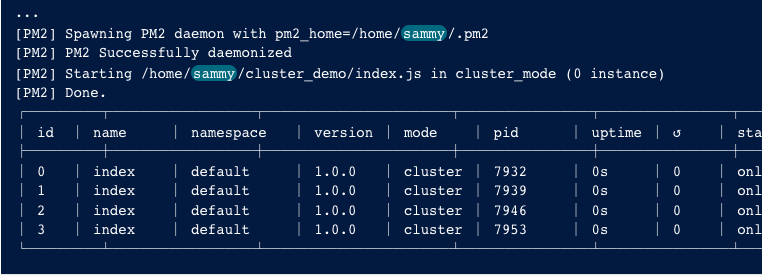 ...
[PM2] Spawning PM2 daemon with pm2_home=/home/sammy/.pm2
[PM2] PM2 Successfully daemonized
[PM2] Starting /home/sammy/cluster_demo/index.js in cluster_mode (0 instance)
[PM2] Done.
│ id │ name │ namespace │ version │ mode │ pid │ uptime │ ↺ │ sta
│ 0 │ index │ default │ 1.0.0 │ cluster │ 7932 │ 0s │ 0 │ onl
│ 1 │ index │ default │ 1.0.0 │ cluster │ 7939 │ 0s │ 0 │ onl
│ 2 │ index │ default │ 1.0.0 │ cluster │ 7946 │ 0s │ 0 │ onl
│ 3 │ index │ default │ 1.0.0 │ cluster │ 7953 │ 0s │ 0 │ onl